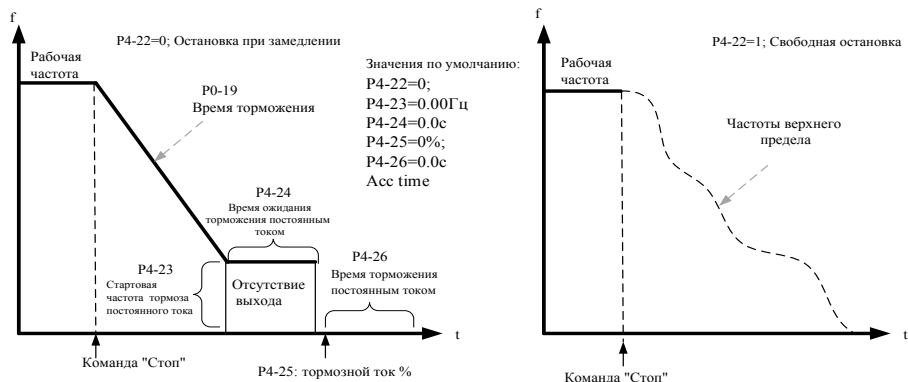 f
P4-22=0; Остановка при замедлении
Рабочая
частота
P0-19
Время торможения
Значения по умолчанию:
P4-22=0;
P4-23=0.00Гц
P4-24=0.0с
P4-25=0%;
P4-26=0.0с
Acc time
P4-24
Время ожидания
торможения постоянным
током
P4-23
Стартовая
частота тормоза
постоянного тока
Отсутствие
выхода
P4-26
Время торможения
постоянным током
t
Команда "Стоп"
P4-25: тормозной ток %
f
P4-22=1; Свободная остановка
Рабочая
частота
Частоты верхнего
предела
t
Команда "Стоп"